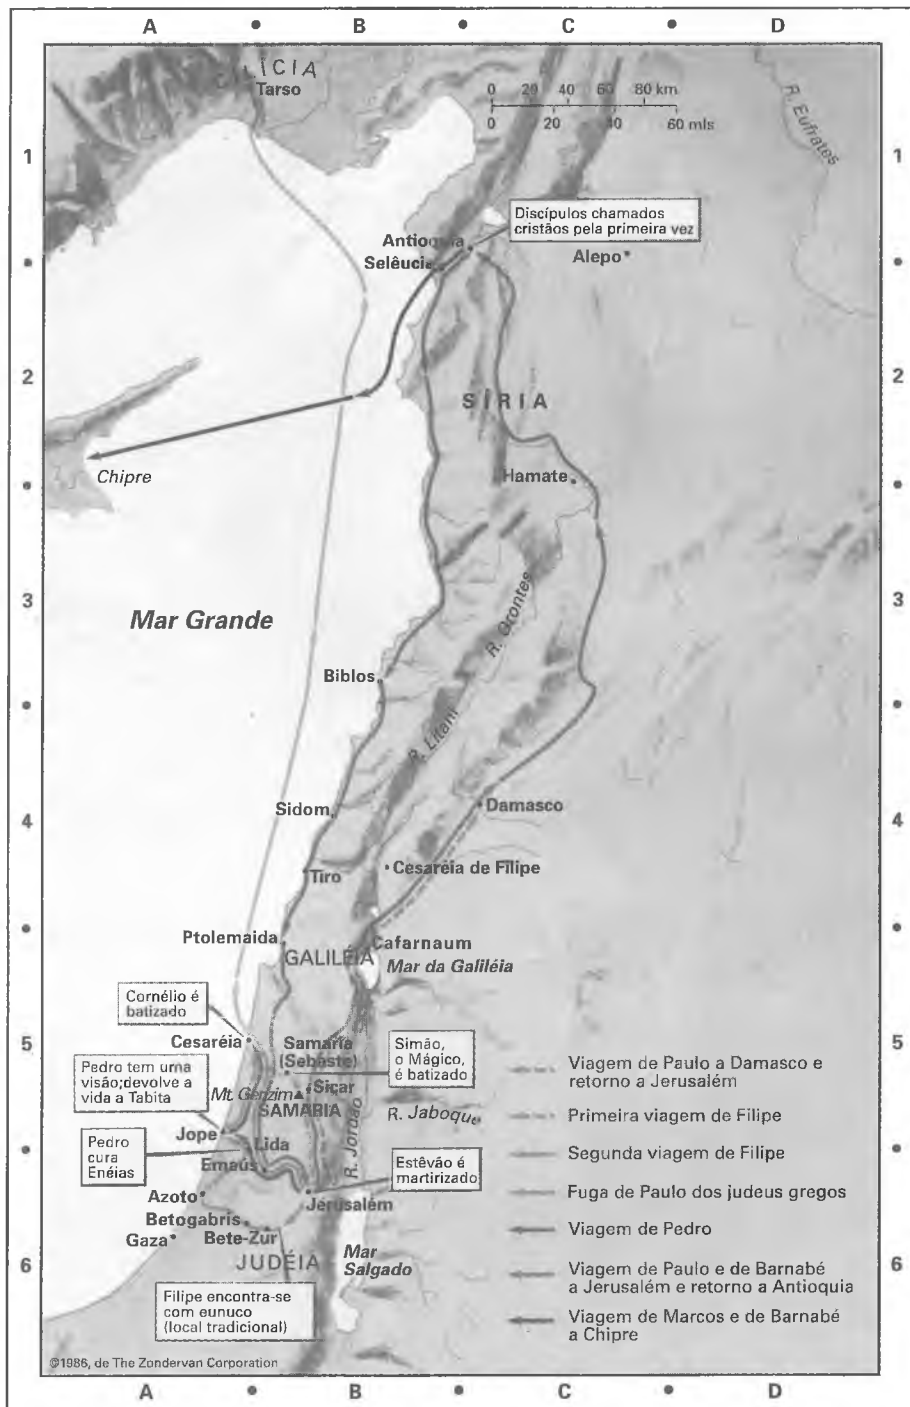 A • B • C • D
CILÍCIA
Tarso
0 20 40 60 80 km
0 20 40 60 mls
R. Eufrates
1 1
Discípulos chamados
cristãos pela primeira vez
Antioquia
Selêucia
Alepo
• •
2 2
SÍRIA
Chipre
Hamate
• •
3 3
Mar Grande
R. Orontes
Biblos
• •
R. Litani
Sidom
Damasco
4 4
Tiro
Cesaréia de Filipe
• •
Ptolemaida
Cafarnaum
GALILÉIA
Mar da Galiléia
Cornélio é
batizado
5 5
Cesaréia
Samaria
(Sebaste)
Simão,
o Mágico,
é batizado
Pedro tem uma
visão;devolve a
vida a Tabita
Mt. Gerizim
Sicar
SAMARIA
R. Jaboque
R. Jordão
Jope
Lida
Pedro
cura
Enéias
• •
Emaús
Estêvão é
martirizado
Azoto
Jerusalém
Betogabris
Gaza
Bete-Zur
JUDÉIA
Mar
Salgado
6 6
Filipe encontra-se
com eunuco
(local tradicional)
Viagem de Paulo a Damasco e
retorno a Jerusalém
Primeira viagem de Filipe
Segunda viagem de Filipe
Fuga de Paulo dos judeus gregos
Viagem de Pedro
Viagem de Paulo e de Barnabé
a Jerusalém e retorno a Antioquia
Viagem de Marcos e de Barnabé
a Chipre
©1986, de The Zondervan Corporation
A • B • C • D